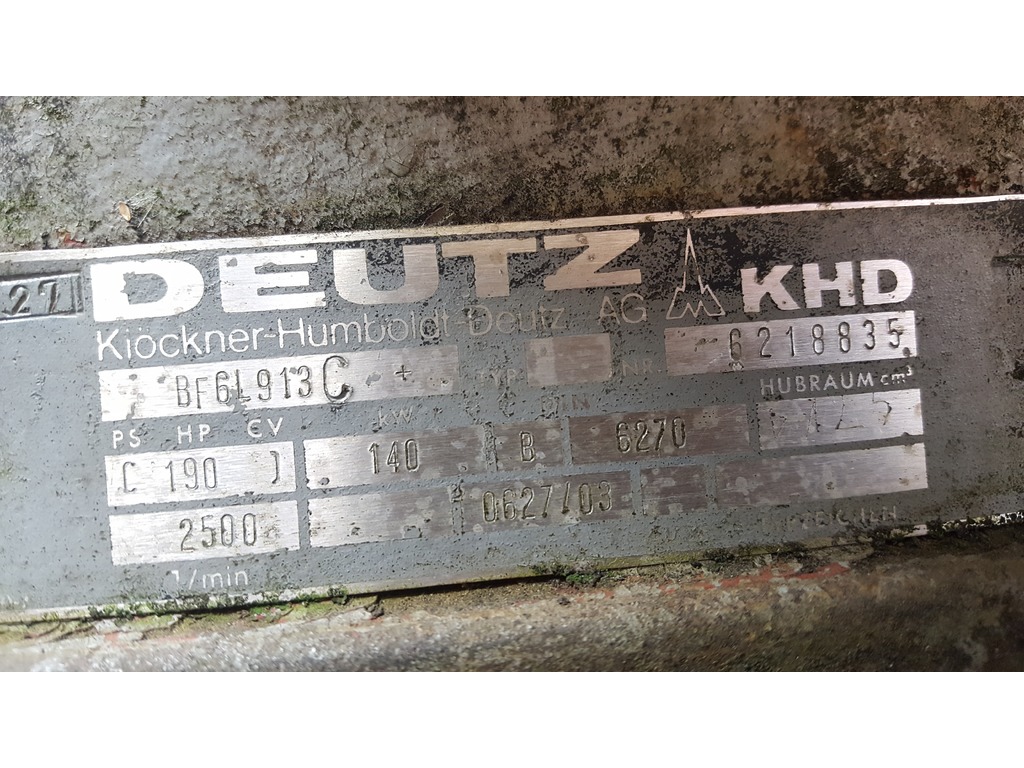 27
DEUTZ KHD
Klöckner-Humboldt-Deutz AG
BF6L913C + NR. -6218835
PS HP CV KW HUBRAUM cm³
[ 190 ] 140 B 6270
2500 0627/03
1/min